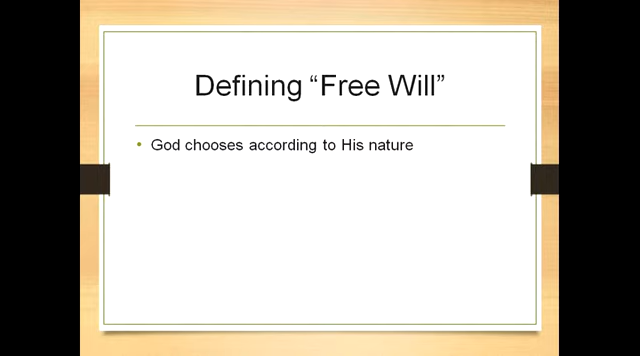 Defining “Free Will”
• God chooses according to His nature